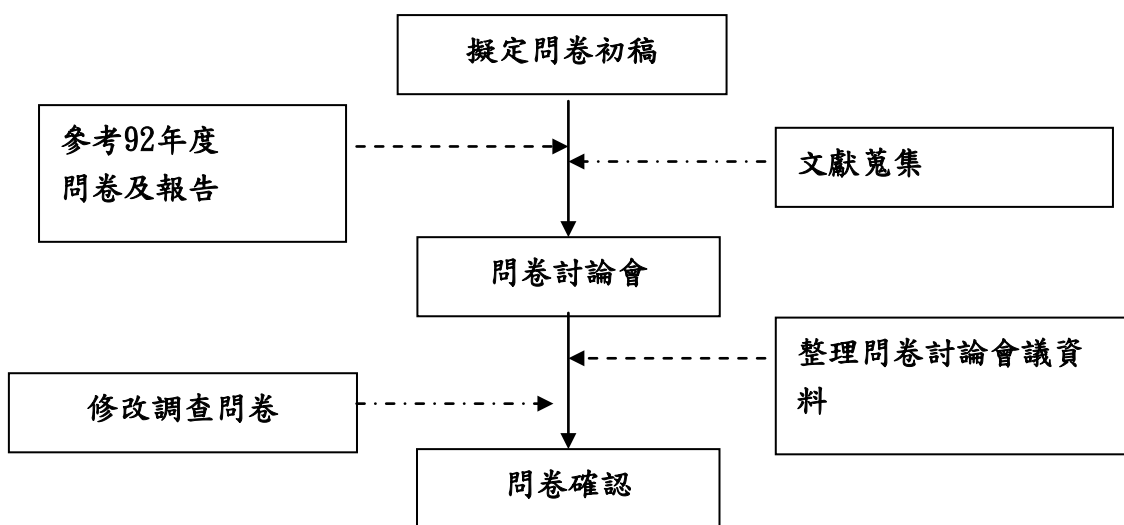 擬定問卷初稿
參考92年度
問卷及報告
文獻蒐集
問卷討論會
整理問卷討論會議資
料
修改調查問卷
問卷確認